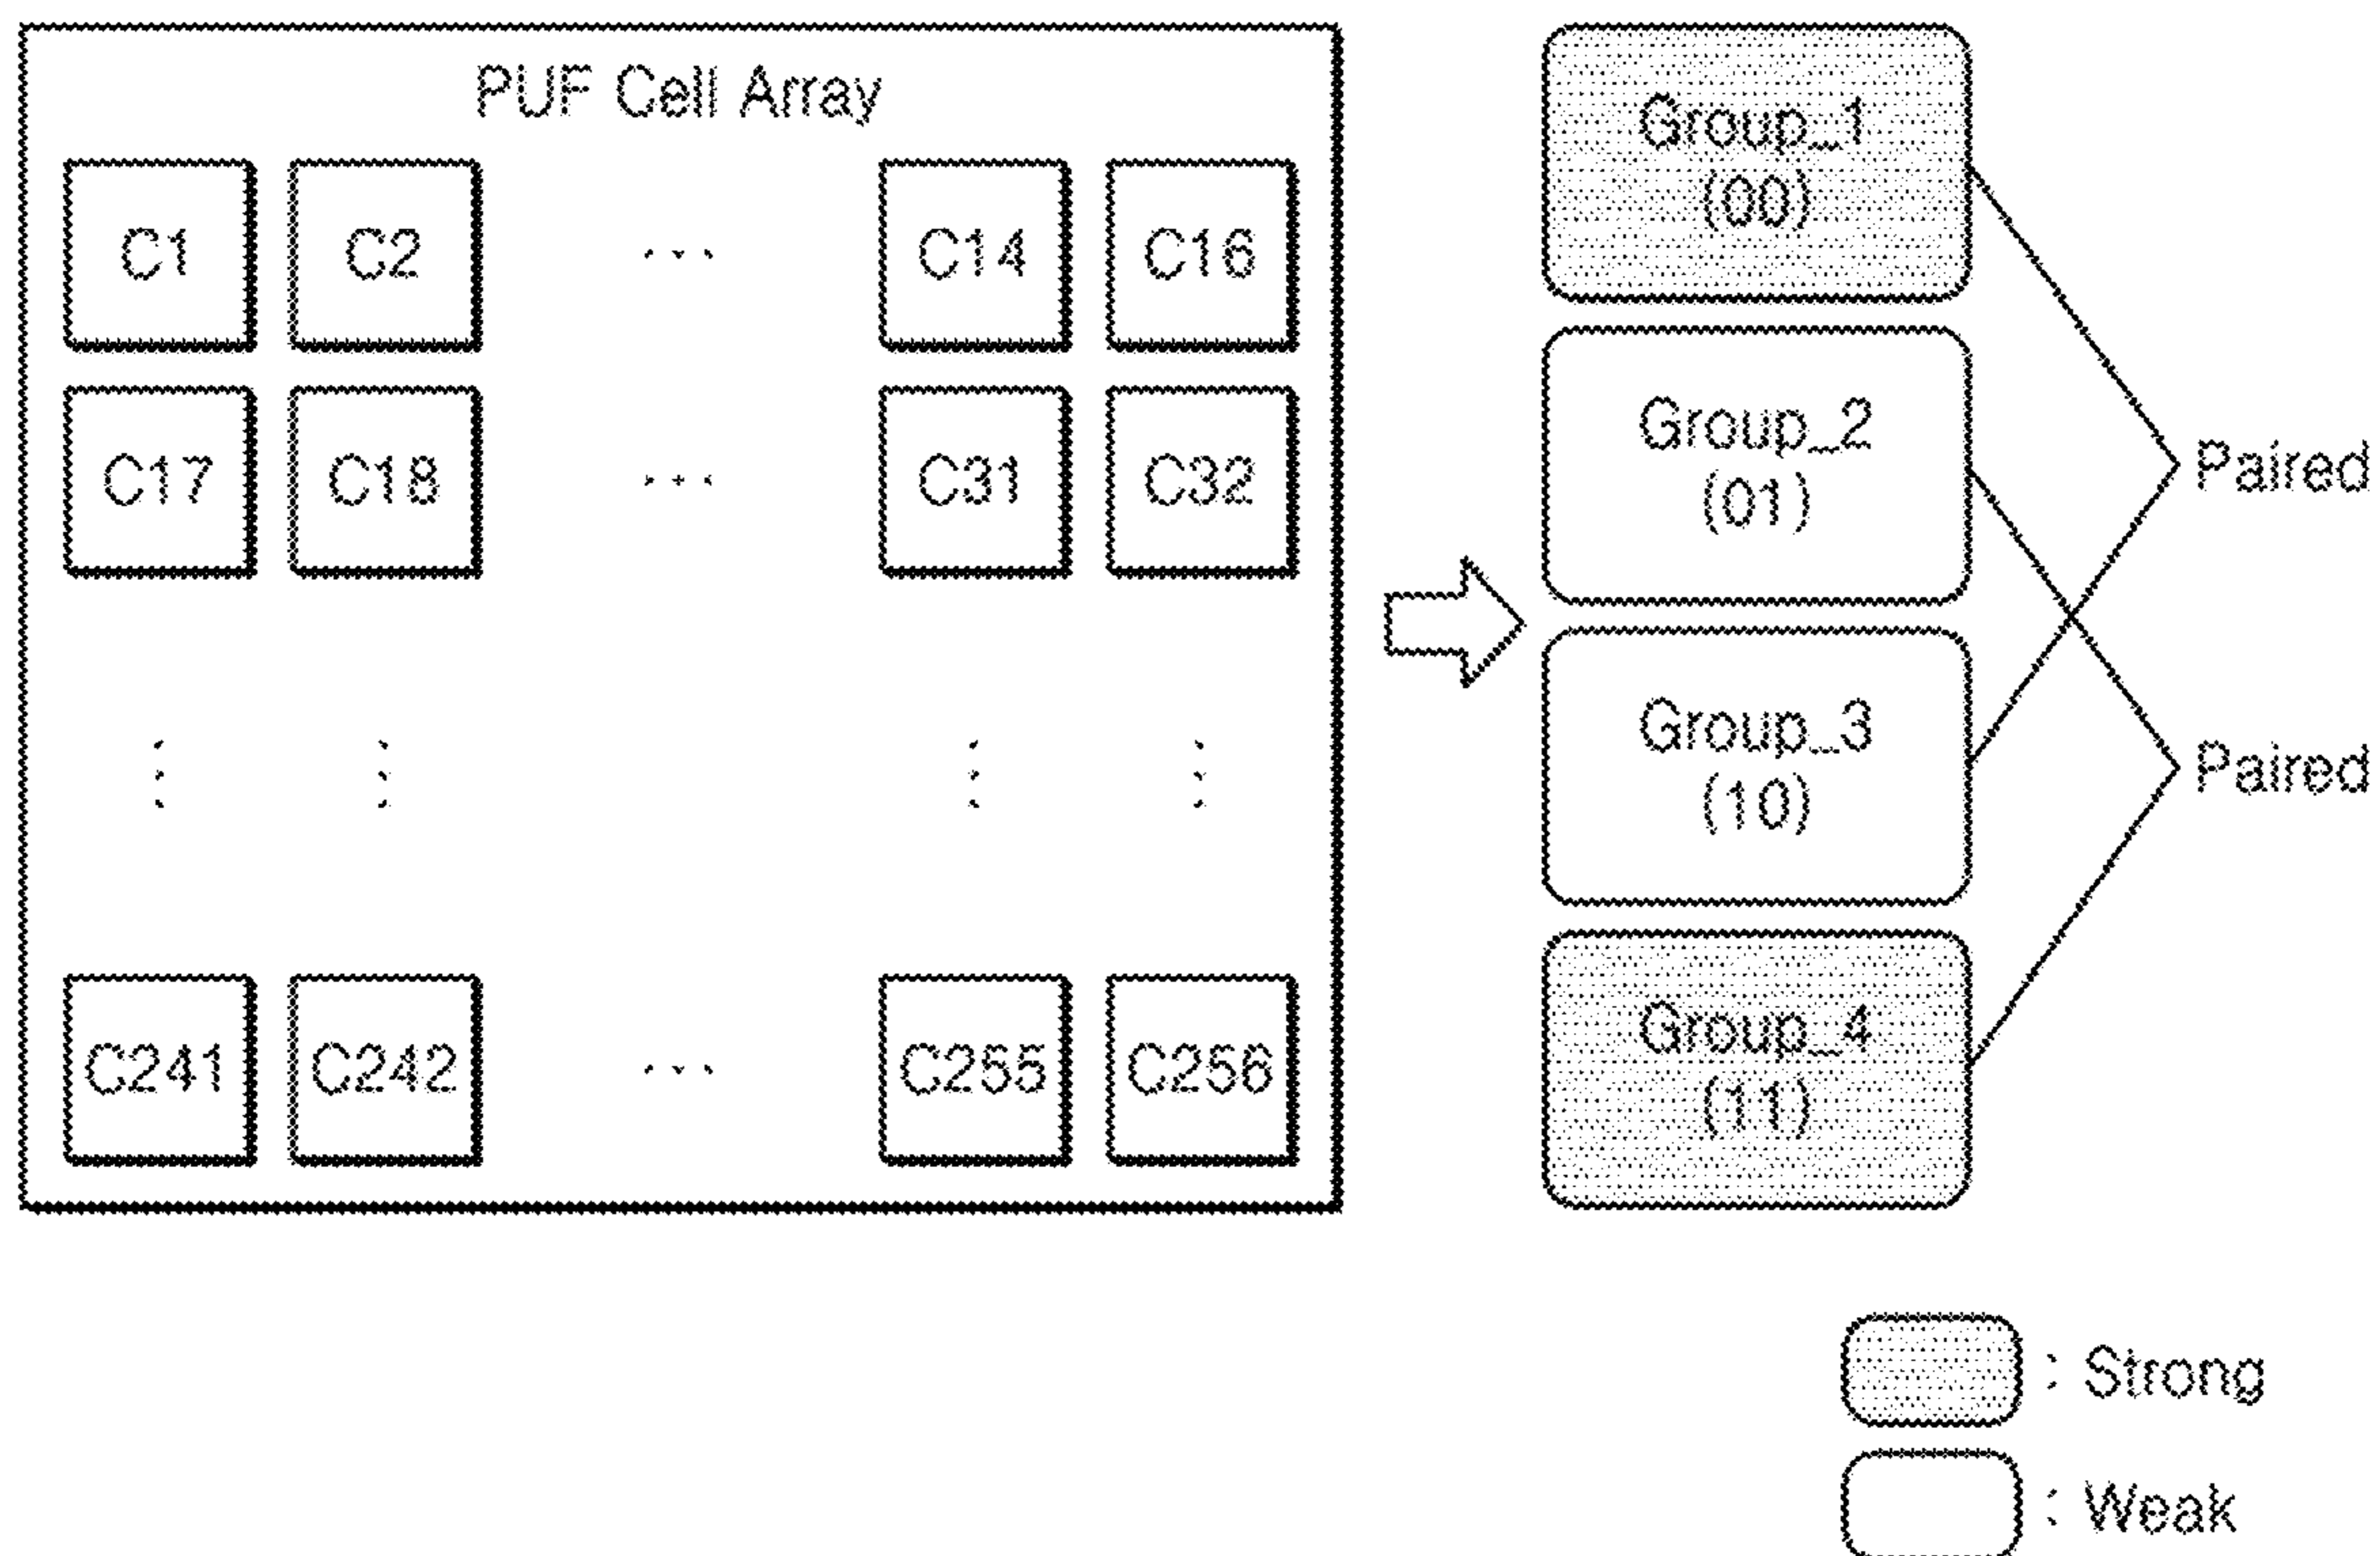 PUF Cell Array
C1 C2 ... C14 C16
C17 C18 ... C31 C32
C241 C242 ... C255 C256
Group_1
(00)
Group_2
(01)
Group_3
(10)
Group_4
(11)
Paired
Paired
: Strong
: Weak